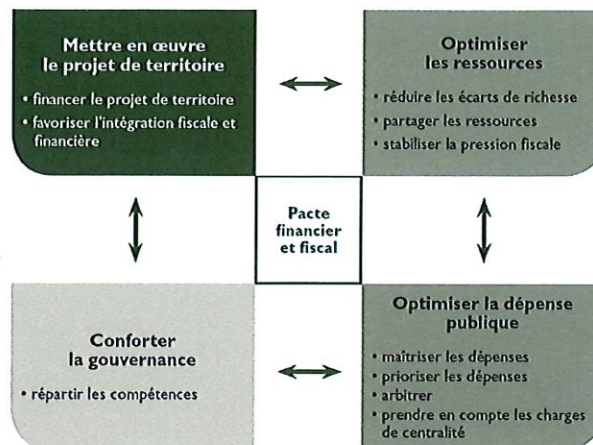 Mettre en œuvre
le projet de territoire
• financer le projet de territoire
• favoriser l'intégration fiscale et
financière
Optimiser
les ressources
• réduire les écarts de richesse
• partager les ressources
• stabiliser la pression fiscale
Pacte
financier
et fiscal
Conforter
la gouvernance
• répartir les compétences
Optimiser la dépense
publique
• maîtriser les dépenses
• prioriser les dépenses
• arbitrer
• prendre en compte les charges
de centralité